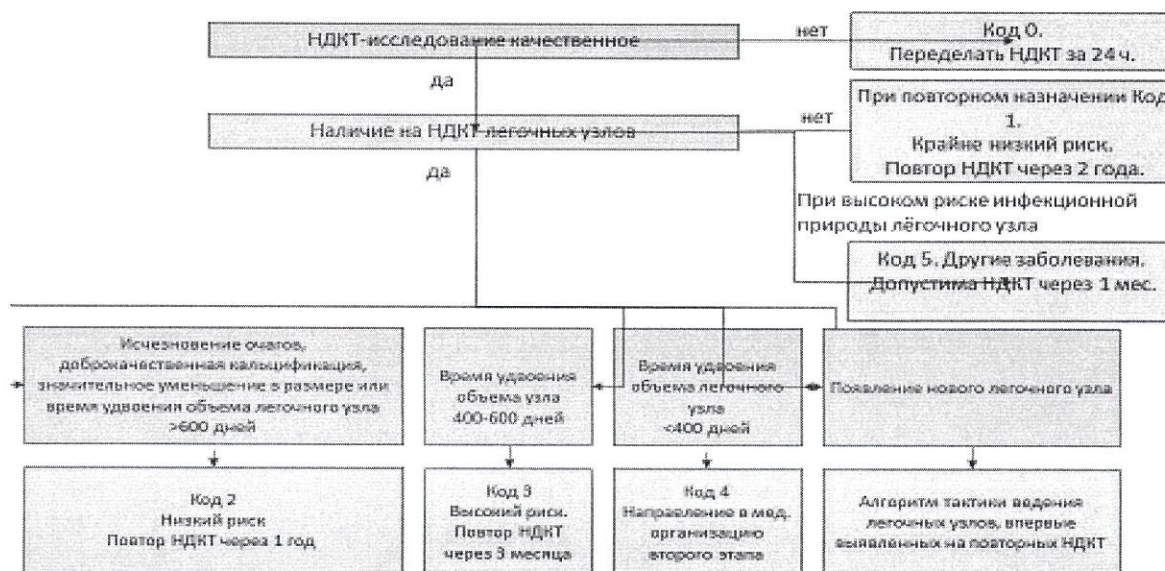 НДКТ-исследование качественное
нет
Код 0.
Переделать НДКТ за 24 ч.
да
Наличие на НДКТ легочных узлов
нет
При повторном назначении Код
1.
Крайне низкий риск.
Повтор НДКТ через 2 года.
да
При высоком риске инфекционной
природы лёгочного узла
Код 5. Другие заболевания.
Допустима НДКТ через 1 мес.
Исчезновение очагов,
доброкачественная кальцификация,
значительное уменьшение в размере или
время удвоения объема легочного узла
>600 дней
Время удвоения
объема узла
400-600 дней
Время удвоения
объема легочного
узла
<400 дней
Появление нового легочного узла
Код 2
Низкий риск
Повтор НДКТ через 1 год
Код 3
Высокий риск.
Повтор НДКТ
через 3 месяца
Код 4
Направление в мед.
организацию
второго этапа
Алгоритм тактики ведения
легочных узлов, впервые
выявленных на повторных НДКТ